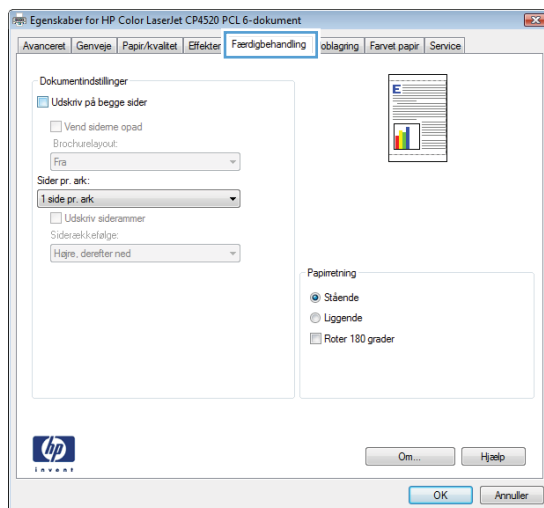 Egenskaber for HP Color LaserJet CP4520 PCL 6-dokument
Avanceret Genveje Papir/kvalitet Effekter Færdigbehandling oblagring Farvet papir Service
Dokumentindstillinger
Udskriv på begge sider
Vend siderne opad
Brochurelayout:
Fra
Sider pr. ark:
1 side pr. ark
Udskriv siderammer
Siderækkefølge:
Højre, derefter ned
E
Papirretning
Stående
Liggende
Roter 180 grader
hp
invent
Om...
Hjælp
OK
Annuller